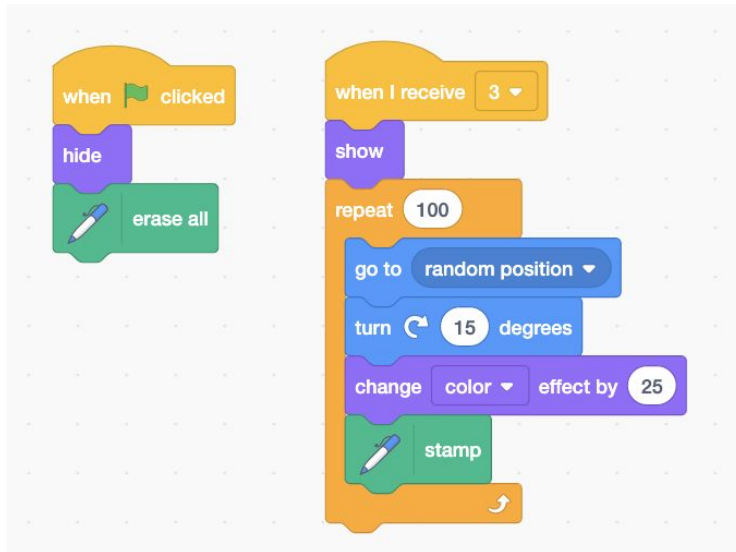 when clicked
hide
erase all
when I receive 3
show
repeat 100
go to random position
turn 15 degrees
change color effect by 25
stamp